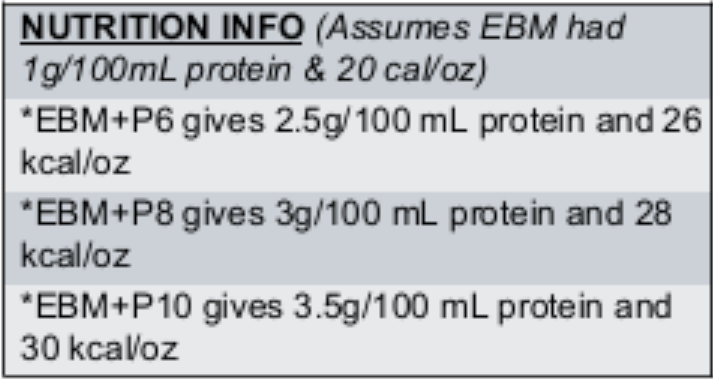 NUTRITION INFO (Assumes EBM had
1g/100mL protein & 20 cal/oz)
*EBM+P6 gives 2.5g/100 mL protein and 26
kcal/oz
*EBM+P8 gives 3g/100 mL protein and 28
kcal/oz
*EBM+P10 gives 3.5g/100 mL protein and
30 kcal/oz